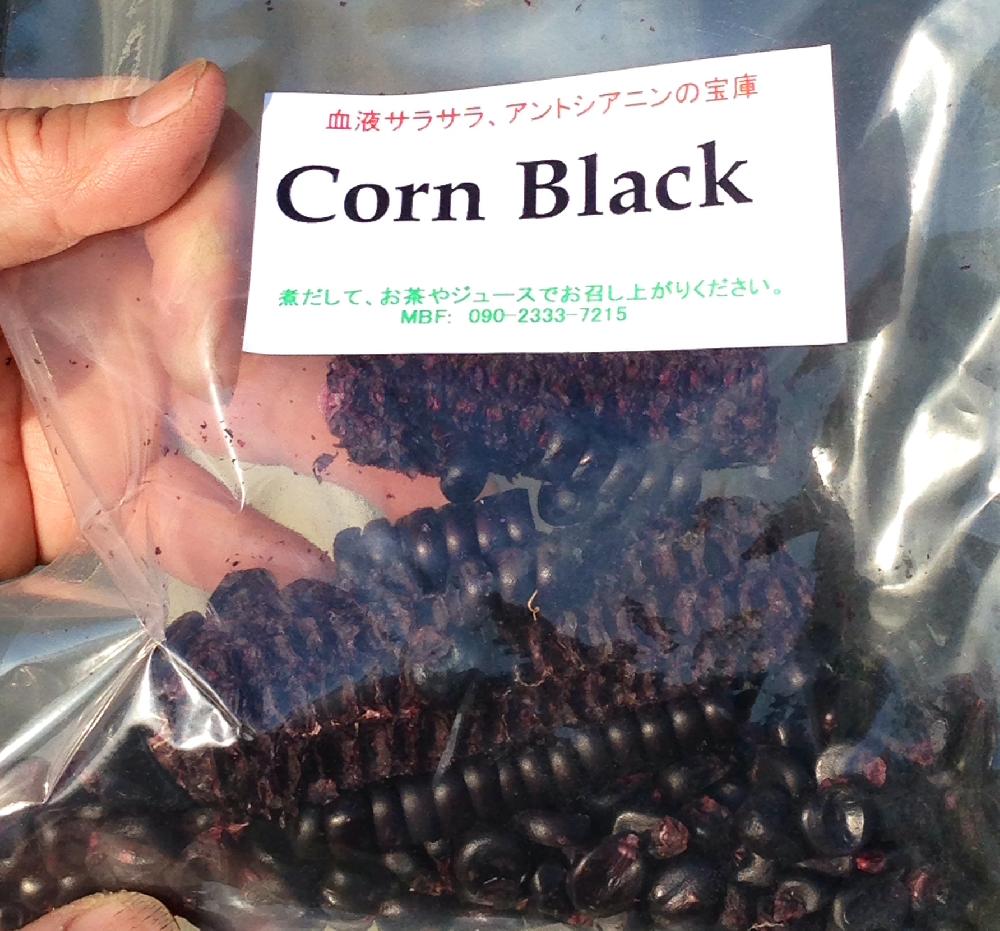 血液サラサラ、アントシアニンの宝庫
Corn Black
煮だして、お茶やジュースでお召し上がりください。
MBF: 090-2333-7215